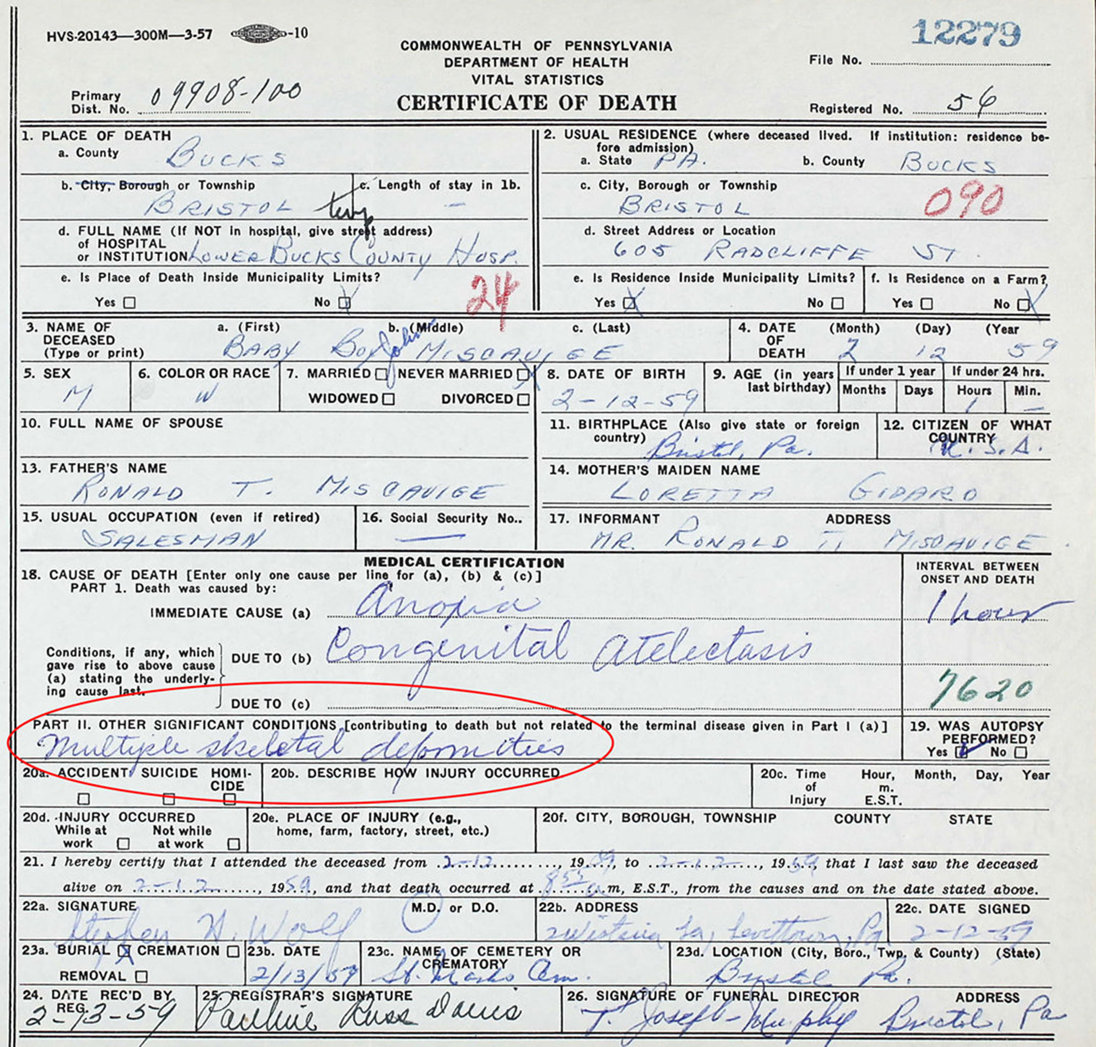 HVS-20143—300M—3-57 -10
12279
COMMONWEALTH OF PENNSYLVANIA
DEPARTMENT OF HEALTH
VITAL STATISTICS
CERTIFICATE OF DEATH
File No.
Primary Dist. No. 09908-100
Registered No. 56
1. PLACE OF DEATH
a. County BUCKS
2. USUAL RESIDENCE (where deceased lived. If institution: residence before admission)
a. State PA. b. County BUCKS
b. City, Borough or Township BRISTOL twp
c. Length of stay in 1b. —
c. City, Borough or Township BRISTOL
090
d. FULL NAME (If NOT in hospital, give street address)
of HOSPITAL
or INSTITUTION LOWER BUCKS COUNTY HOSP.
d. Street Address or Location
605 RADCLIFFE ST.
e. Is Place of Death Inside Municipality Limits?
Yes No
24
e. Is Residence Inside Municipality Limits?
Yes No
f. Is Residence on a Farm?
Yes No
3. NAME OF DECEASED (Type or print)
a. (First) b. (Middle) c. (Last)
BABY BOY John MISCAVIGE
4. DATE OF DEATH (Month) (Day) (Year
2 12 59
5. SEX M
6. COLOR OR RACE W
7. MARRIED NEVER MARRIED
WIDOWED DIVORCED
8. DATE OF BIRTH 2-12-59
9. AGE (in years last birthday)
If under 1 year Months Days
If under 24 hrs. Hours Min.
1 —
10. FULL NAME OF SPOUSE
11. BIRTHPLACE (Also give state or foreign country) Bristol, Pa.
12. CITIZEN OF WHAT COUNTRY U.S.A.
13. FATHER'S NAME
RONALD T. MISCAVIGE
14. MOTHER'S MAIDEN NAME
LORETTA GIDARO
15. USUAL OCCUPATION (even if retired)
SALESMAN
16. Social Security No.. —
17. INFORMANT ADDRESS
MR. RONALD T. MISCAVIGE
MEDICAL CERTIFICATION
18. CAUSE OF DEATH [Enter only one cause per line for (a), (b) & (c)]
PART 1. Death was caused by:
INTERVAL BETWEEN ONSET AND DEATH
IMMEDIATE CAUSE (a) Anoxia
1 hour
Conditions, if any, which gave rise to above cause (a) stating the underlying cause last.
DUE TO (b) Congenital Atelectasis
DUE TO (c)
7620
PART II. OTHER SIGNIFICANT CONDITIONS [contributing to death but not related to the terminal disease given in Part I (a)]
Multiple skeletal deformities
19. WAS AUTOPSY PERFORMED?
Yes No
20a. ACCIDENT SUICIDE HOMICIDE
20b. DESCRIBE HOW INJURY OCCURRED
20c. Time of Injury Hour, Month, Day, Year
m.
E.S.T.
20d. INJURY OCCURRED
While at work Not while at work
20e. PLACE OF INJURY (e.g., home, farm, factory, street, etc.)
20f. CITY, BOROUGH, TOWNSHIP COUNTY STATE
21. I hereby certify that I attended the deceased from 2-12, 1959, to 2-12, 1959, that I last saw the deceased
alive on 2-12, 1959, and that death occurred at m, E.S.T., from the causes and on the date stated above.
22a. SIGNATURE M.D. or D.O.
Stephen H. Wolf
22b. ADDRESS
Levittown, Pa.
22c. DATE SIGNED
2-12-59
23a. BURIAL CREMATION
REMOVAL
23b. DATE
2/13/59
23c. NAME OF CEMETERY OR CREMATORY
St. Marks Cem.
23d. LOCATION (City, Boro., Twp. & County) (State)
Bristol Pa.
24. DATE REC'D BY REG.
2-13-59
25. REGISTRAR'S SIGNATURE
Pauline Russ Davis
26. SIGNATURE OF FUNERAL DIRECTOR ADDRESS
T. Joseph Murphy Bristol, Pa